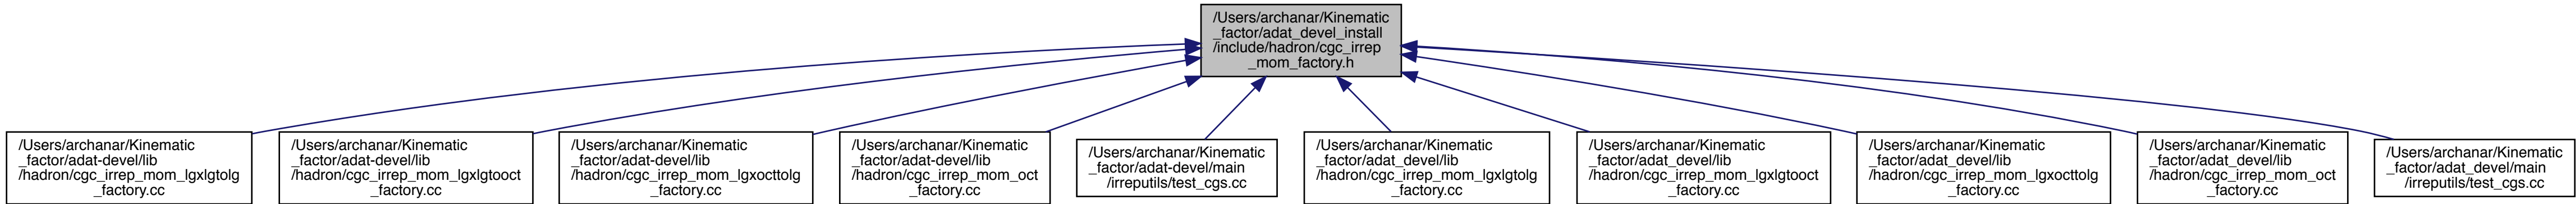 /Users/archanar/Kinematic
_factor/adat_devel_install
/include/hadron/cgc_irrep
_mom_factory.h
/Users/archanar/Kinematic
_factor/adat-devel/lib
/hadron/cgc_irrep_mom_lgxlgtolg
_factory.cc
/Users/archanar/Kinematic
_factor/adat-devel/lib
/hadron/cgc_irrep_mom_lgxlgtooct
_factory.cc
/Users/archanar/Kinematic
_factor/adat-devel/lib
/hadron/cgc_irrep_mom_lgxocttolg
_factory.cc
/Users/archanar/Kinematic
_factor/adat-devel/lib
/hadron/cgc_irrep_mom_oct
_factory.cc
/Users/archanar/Kinematic
_factor/adat-devel/main
/irreputils/test_cgs.cc
/Users/archanar/Kinematic
_factor/adat_devel/lib
/hadron/cgc_irrep_mom_lgxlgtolg
_factory.cc
/Users/archanar/Kinematic
_factor/adat_devel/lib
/hadron/cgc_irrep_mom_lgxlgtooct
_factory.cc
/Users/archanar/Kinematic
_factor/adat_devel/lib
/hadron/cgc_irrep_mom_lgxocttolg
_factory.cc
/Users/archanar/Kinematic
_factor/adat_devel/lib
/hadron/cgc_irrep_mom_oct
_factory.cc
/Users/archanar/Kinematic
_factor/adat_devel/main
/irreputils/test_cgs.cc